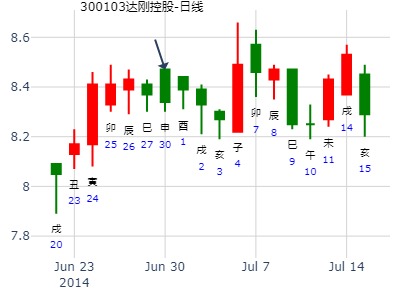 300103达刚控股-日线
8.6
8.4
8.2
8
7.8
戌
20
丑
23
寅
24
卯
25
辰
26
巳
27
申
30
酉
1
戌
2
亥
3
子
4
卯
7
辰
8
巳
9
午
10
未
11
戌
14
亥
15
Jun 23
2014
Jun 30
Jul 7
Jul 14